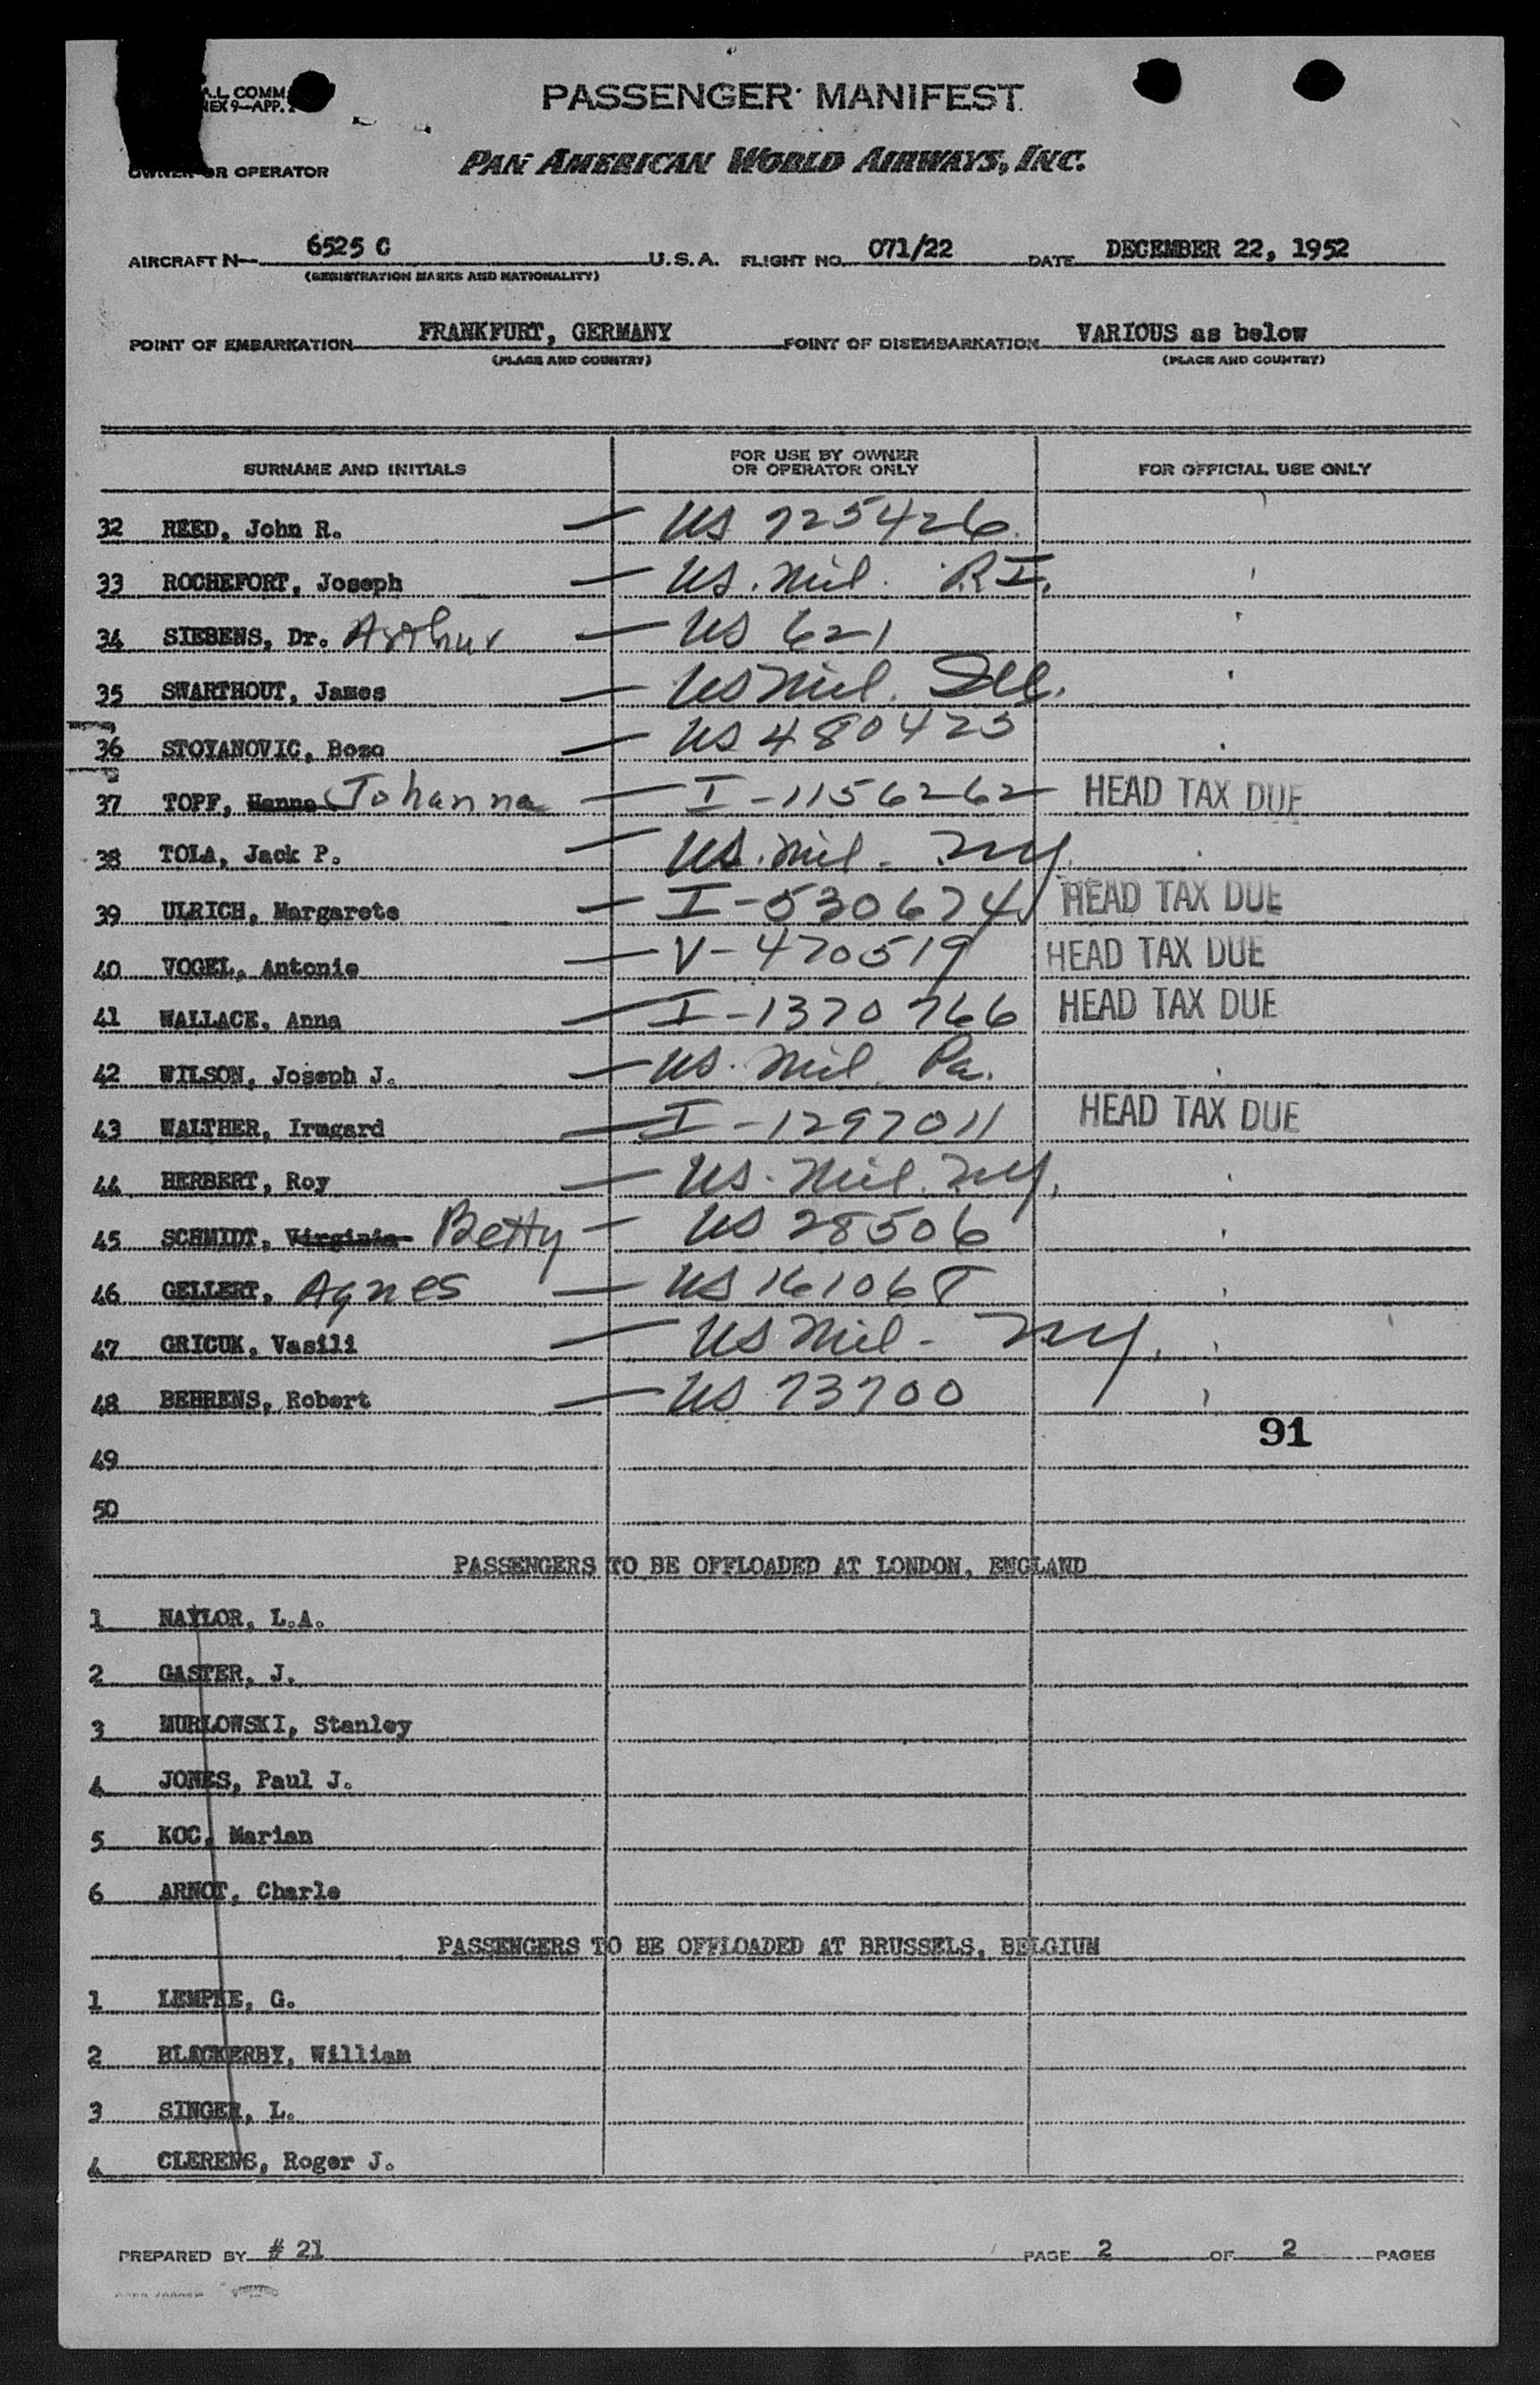 A.L. COMM
NEX 9—APP.
PASSENGER MANIFEST
OWNER OR OPERATOR
PAN AMERICAN WORLD AIRWAYS, INC.
AIRCRAFT N— 6525 C U.S.A. FLIGHT NO. 071/22 DATE DECEMBER 22, 1952
(REGISTRATION MARKS AND NATIONALITY)
POINT OF EMBARKATION FRANKFURT, GERMANY POINT OF DISEMBARKATION VARIOUS as below
(PLACE AND COUNTRY) (PLACE AND COUNTRY)
SURNAME AND INITIALS FOR USE BY OWNER OR OPERATOR ONLY FOR OFFICIAL USE ONLY
32 REED, John R. — US 725426
33 ROCHEFORT, Joseph — US. Mil. R.I.
34 SIEBENS, Dr. Arthur — US 621
35 SWARTHOUT, James — US Mil. Ill.
36 STOYANOVIC, Bozo — US 480423
37 TOPF, Hanna Johanna — I-1156262 HEAD TAX DUE
38 TOLA, Jack P. — US. Mil - NY.
39 ULRICH, Margarete — I-530674 HEAD TAX DUE
40 VOGEL, Antonie — V-470519 HEAD TAX DUE
41 WALLACE, Anna — I-1370766 HEAD TAX DUE
42 WILSON, Joseph J. — US. Mil. Pa.
43 WALTHER, Irmgard — I-1297011 HEAD TAX DUE
44 HERBERT, Roy — US. Mil. NY.
45 SCHMIDT, Virginia Betty — US 28506
46 GELLERT, Agnes — US 16106
47 GRICUK, Vasili — US Mil - NY.
48 BEHRENS, Robert — US 73700
91
49
50
PASSENGERS TO BE OFFLOADED AT LONDON, ENGLAND
1 NAYLOR, L.A.
2 GASTER, J.
3 MURLOWSKI, Stanley
4 JONES, Paul J.
5 KOC, Marian
6 ARNOT, Charle
PASSENGERS TO BE OFFLOADED AT BRUSSELS, BELGIUM
1 LEMPKE, G.
2 BLACKERBY, William
3 SINGER, L.
4 CLERENS, Roger J.
PREPARED BY # 21 PAGE 2 OF 2 PAGES